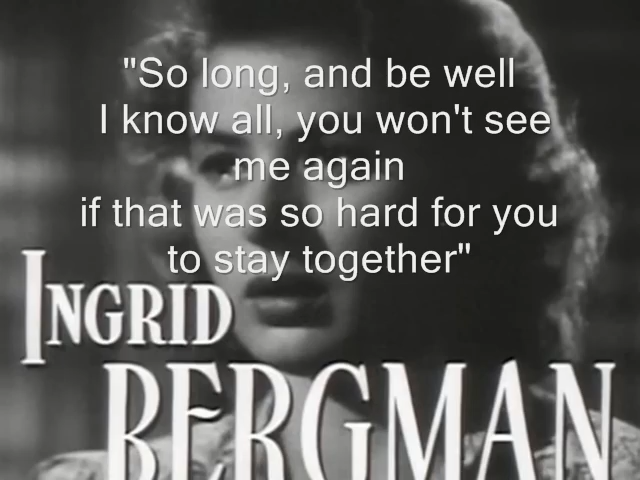 "So long, and be well
I know all, you won't see
me again
if that was so hard for you
to stay together"
INGRID
BERGMAN